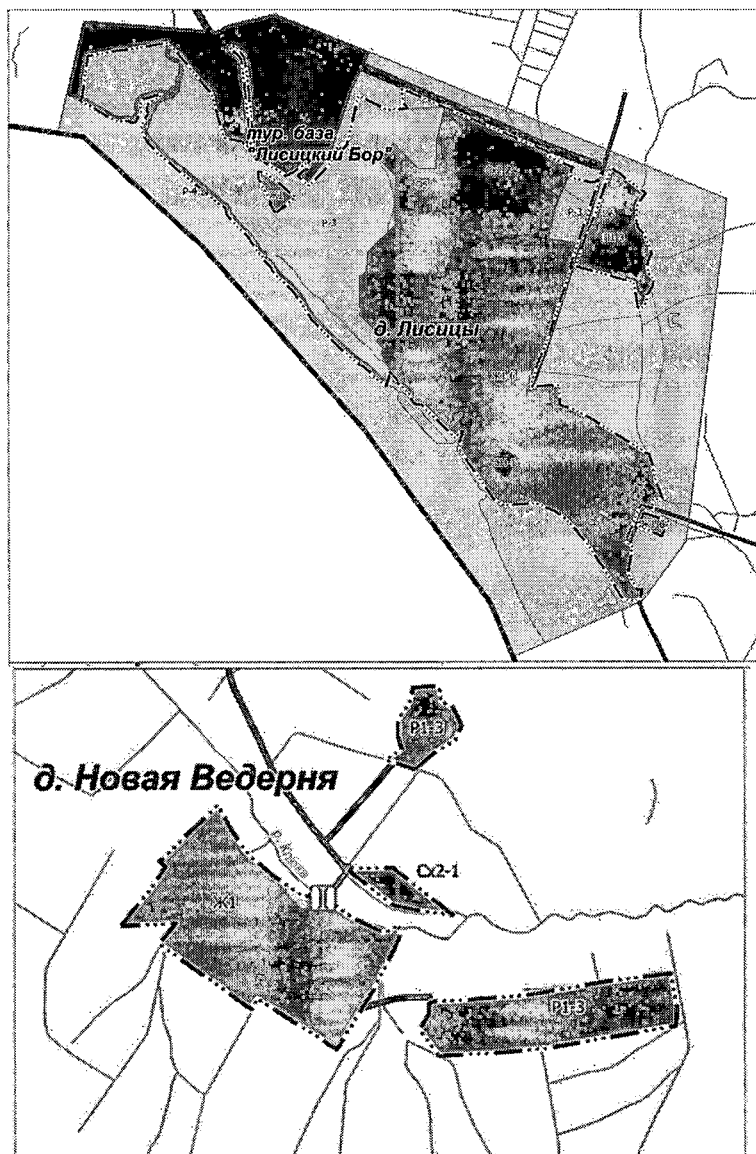 тур. база
"Лисицкий Бор"
д. Лисицы
д. Новая Ведерня
Р1-3
Сх2-1
Ж1
Р1-3